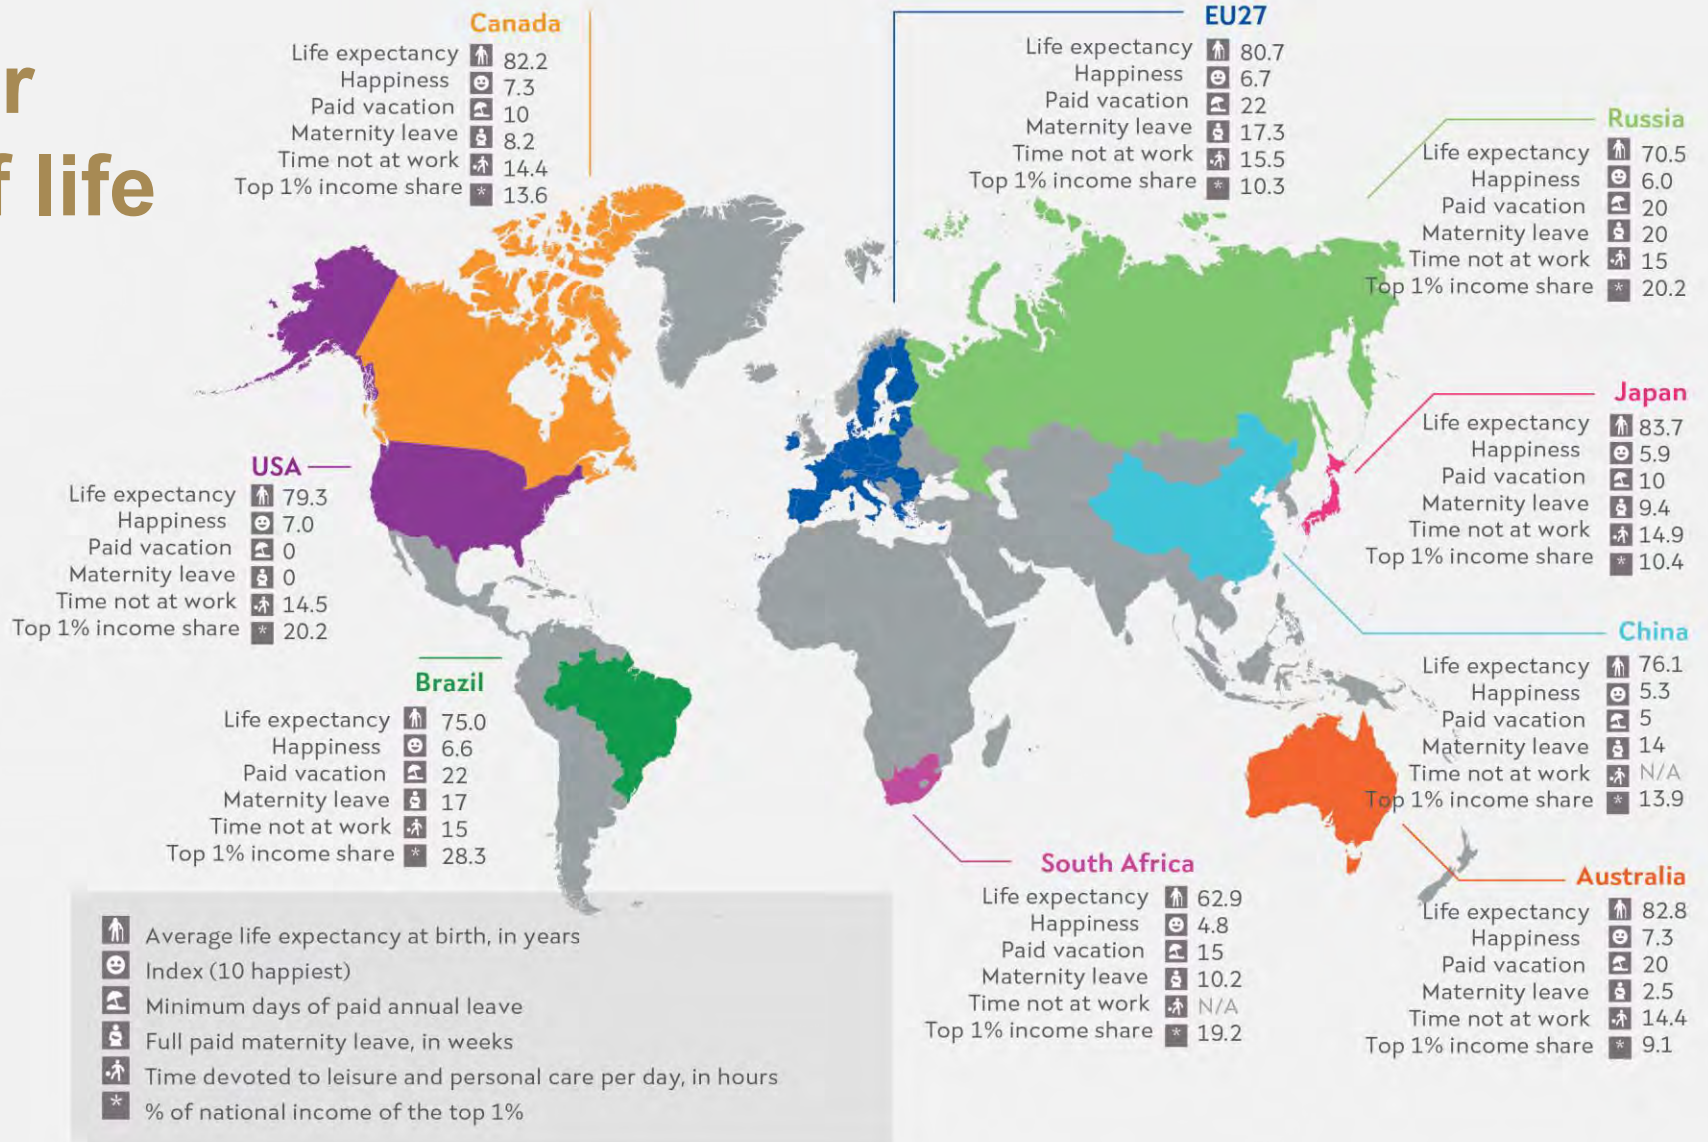 r
f life
Canada
Life expectancy 82.2
Happiness 7.3
Paid vacation 10
Maternity leave 8.2
Time not at work 14.4
Top 1% income share * 13.6
EU27
Life expectancy 80.7
Happiness 6.7
Paid vacation 22
Maternity leave 17.3
Time not at work 15.5
Top 1% income share * 10.3
Russia
Life expectancy 70.5
Happiness 6.0
Paid vacation 20
Maternity leave 20
Time not at work 15
Top 1% income share * 20.2
Japan
Life expectancy 83.7
Happiness 5.9
Paid vacation 10
Maternity leave 9.4
Time not at work 14.9
Top 1% income share * 10.4
USA
Life expectancy 79.3
Happiness 7.0
Paid vacation 0
Maternity leave 0
Time not at work 14.5
Top 1% income share * 20.2
China
Life expectancy 76.1
Happiness 5.3
Paid vacation 5
Maternity leave 14
Time not at work N/A
Top 1% income share * 13.9
Brazil
Life expectancy 75.0
Happiness 6.6
Paid vacation 22
Maternity leave 17
Time not at work 15
Top 1% income share * 28.3
South Africa
Life expectancy 62.9
Happiness 4.8
Paid vacation 15
Maternity leave 10.2
Time not at work N/A
Top 1% income share * 19.2
Australia
Life expectancy 82.8
Happiness 7.3
Paid vacation 20
Maternity leave 2.5
Time not at work 14.4
Top 1% income share * 9.1
Average life expectancy at birth, in years
Index (10 happiest)
Minimum days of paid annual leave
Full paid maternity leave, in weeks
Time devoted to leisure and personal care per day, in hours
* % of national income of the top 1%